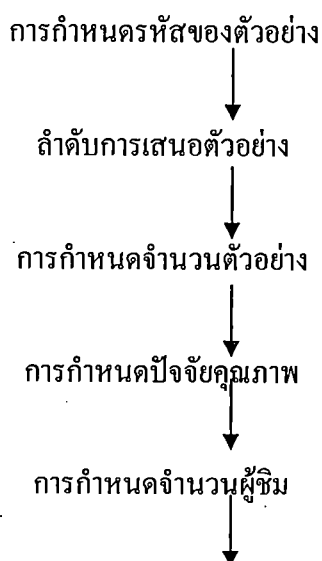 การกำหนดรหัสของตัวอย่าง
ลำดับการเสนอตัวอย่าง
การกำหนดจำนวนตัวอย่าง
การกำหนดปัจจัยคุณภาพ
การกำหนดจำนวนผู้ชิม